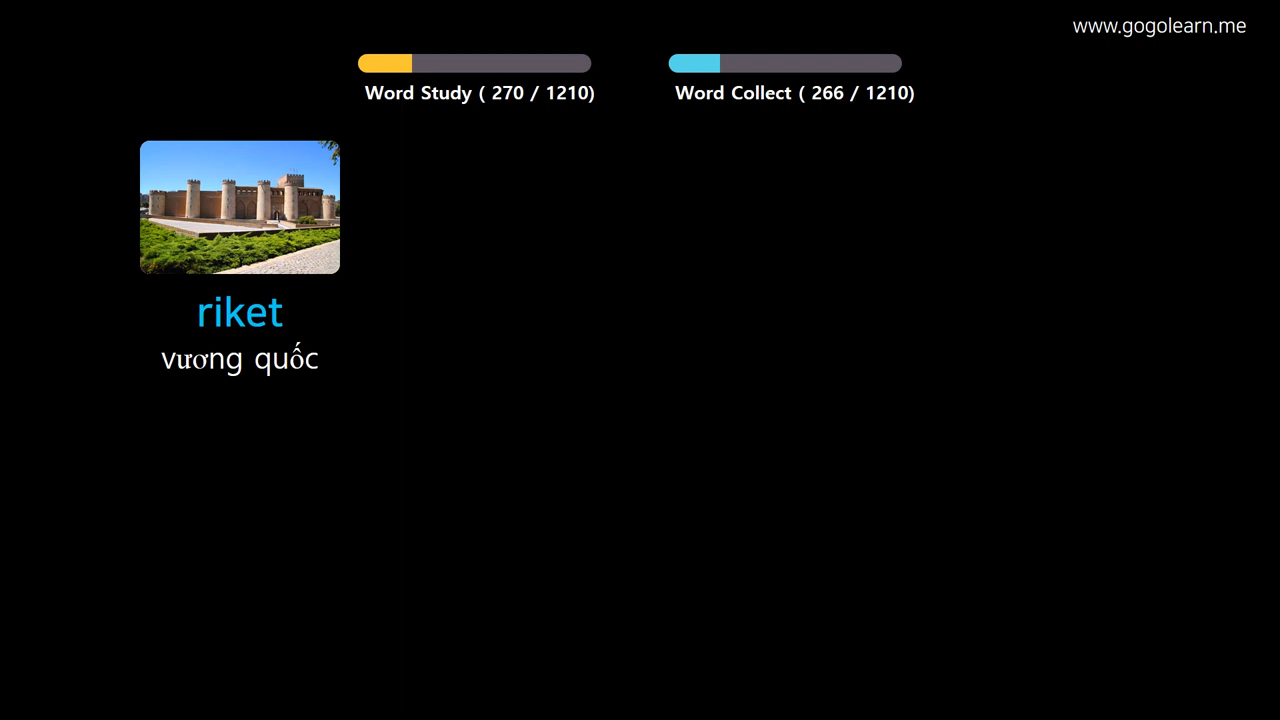 www.gogolearn.me
Word Study ( 270 / 1210)
Word Collect ( 266 / 1210)
riket
vương quốc